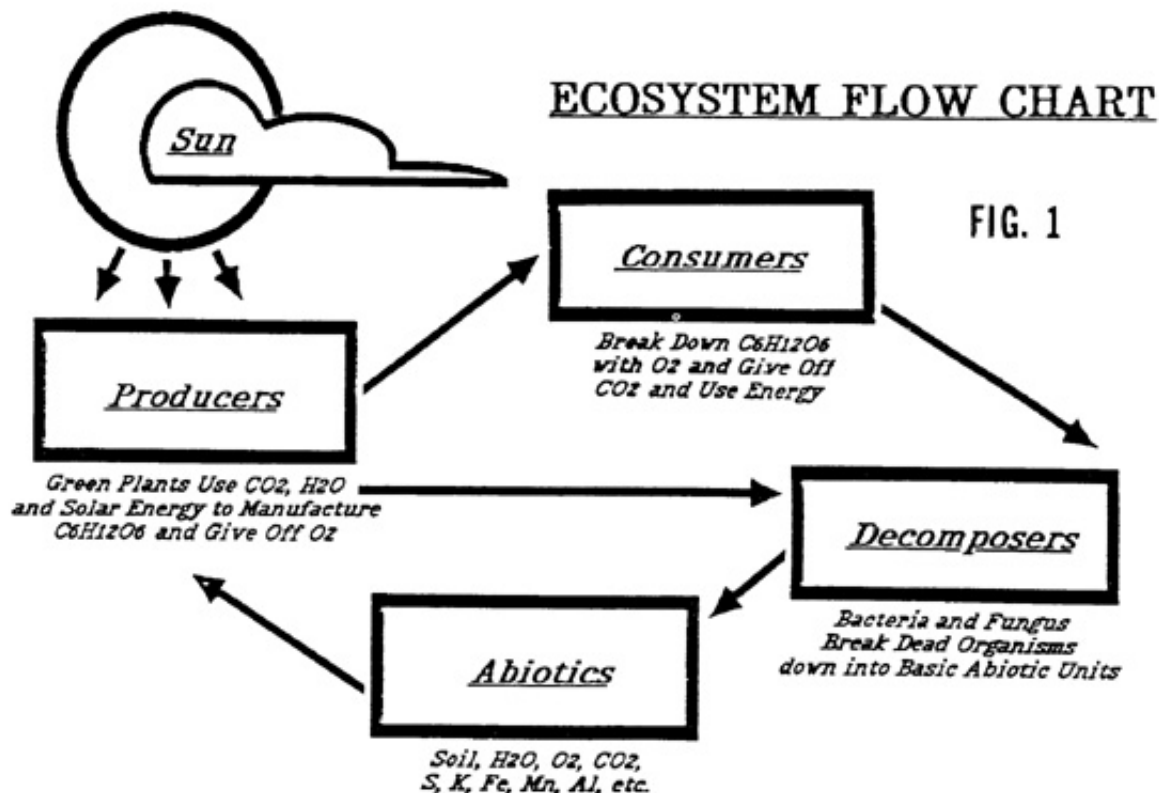 ECOSYSTEM FLOW CHART
Sun
FIG. 1
Consumers
Break Down C6H12O6
with O2 and Give Off
CO2 and Use Energy
Producers
Green Plants Use CO2, H2O
and Solar Energy to Manufacture
C6H12O6 and Give Off O2
Decomposers
Bacteria and Fungus
Break Dead Organisms
down into Basic Abiotic Units
Abiotics
Soil, H2O, O2, CO2,
S, K, Fe, Mn, Al, etc.